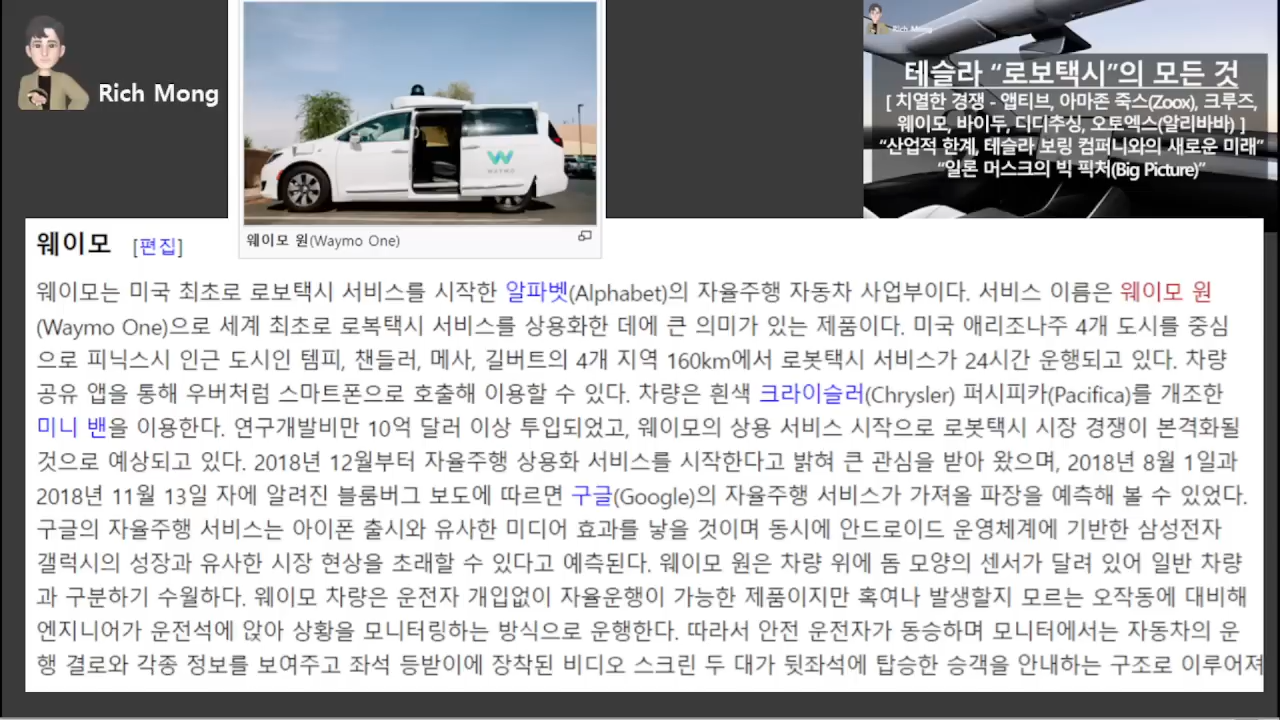 Rich Mong
WAYMO
웨이모 원(Waymo One)
Rich Mong
테슬라 “로보택시”의 모든 것
[ 치열한 경쟁 - 앱티브, 아마존 죽스(Zoox), 크루즈,
웨이모, 바이두, 디디추싱, 오토엑스(알리바바) ]
“산업적 한계, 테슬라 보링 컴퍼니와의 새로운 미래”
“일론 머스크의 빅 픽처(Big Picture)”
웨이모 [편집]
웨이모는 미국 최초로 로보택시 서비스를 시작한 알파벳(Alphabet)의 자율주행 자동차 사업부이다. 서비스 이름은 웨이모 원
(Waymo One)으로 세계 최초로 로복택시 서비스를 상용화한 데에 큰 의미가 있는 제품이다. 미국 애리조나주 4개 도시를 중심
으로 피닉스시 인근 도시인 템피, 챈들러, 메사, 길버트의 4개 지역 160km에서 로봇택시 서비스가 24시간 운행되고 있다. 차량
공유 앱을 통해 우버처럼 스마트폰으로 호출해 이용할 수 있다. 차량은 흰색 크라이슬러(Chrysler) 퍼시피카(Pacifica)를 개조한
미니 밴을 이용한다. 연구개발비만 10억 달러 이상 투입되었고, 웨이모의 상용 서비스 시작으로 로봇택시 시장 경쟁이 본격화될
것으로 예상되고 있다. 2018년 12월부터 자율주행 상용화 서비스를 시작한다고 밝혀 큰 관심을 받아 왔으며, 2018년 8월 1일과
2018년 11월 13일 자에 알려진 블룸버그 보도에 따르면 구글(Google)의 자율주행 서비스가 가져올 파장을 예측해 볼 수 있었다.
구글의 자율주행 서비스는 아이폰 출시와 유사한 미디어 효과를 낳을 것이며 동시에 안드로이드 운영체계에 기반한 삼성전자
갤럭시의 성장과 유사한 시장 현상을 초래할 수 있다고 예측된다. 웨이모 원은 차량 위에 돔 모양의 센서가 달려 있어 일반 차량
과 구분하기 수월하다. 웨이모 차량은 운전자 개입없이 자율운행이 가능한 제품이지만 혹여나 발생할지 모르는 오작동에 대비해
엔지니어가 운전석에 앉아 상황을 모니터링하는 방식으로 운행한다. 따라서 안전 운전자가 동승하며 모니터에서는 자동차의 운
행 결로와 각종 정보를 보여주고 좌석 등받이에 장착된 비디오 스크린 두 대가 뒷좌석에 탑승한 승객을 안내하는 구조로 이루어져